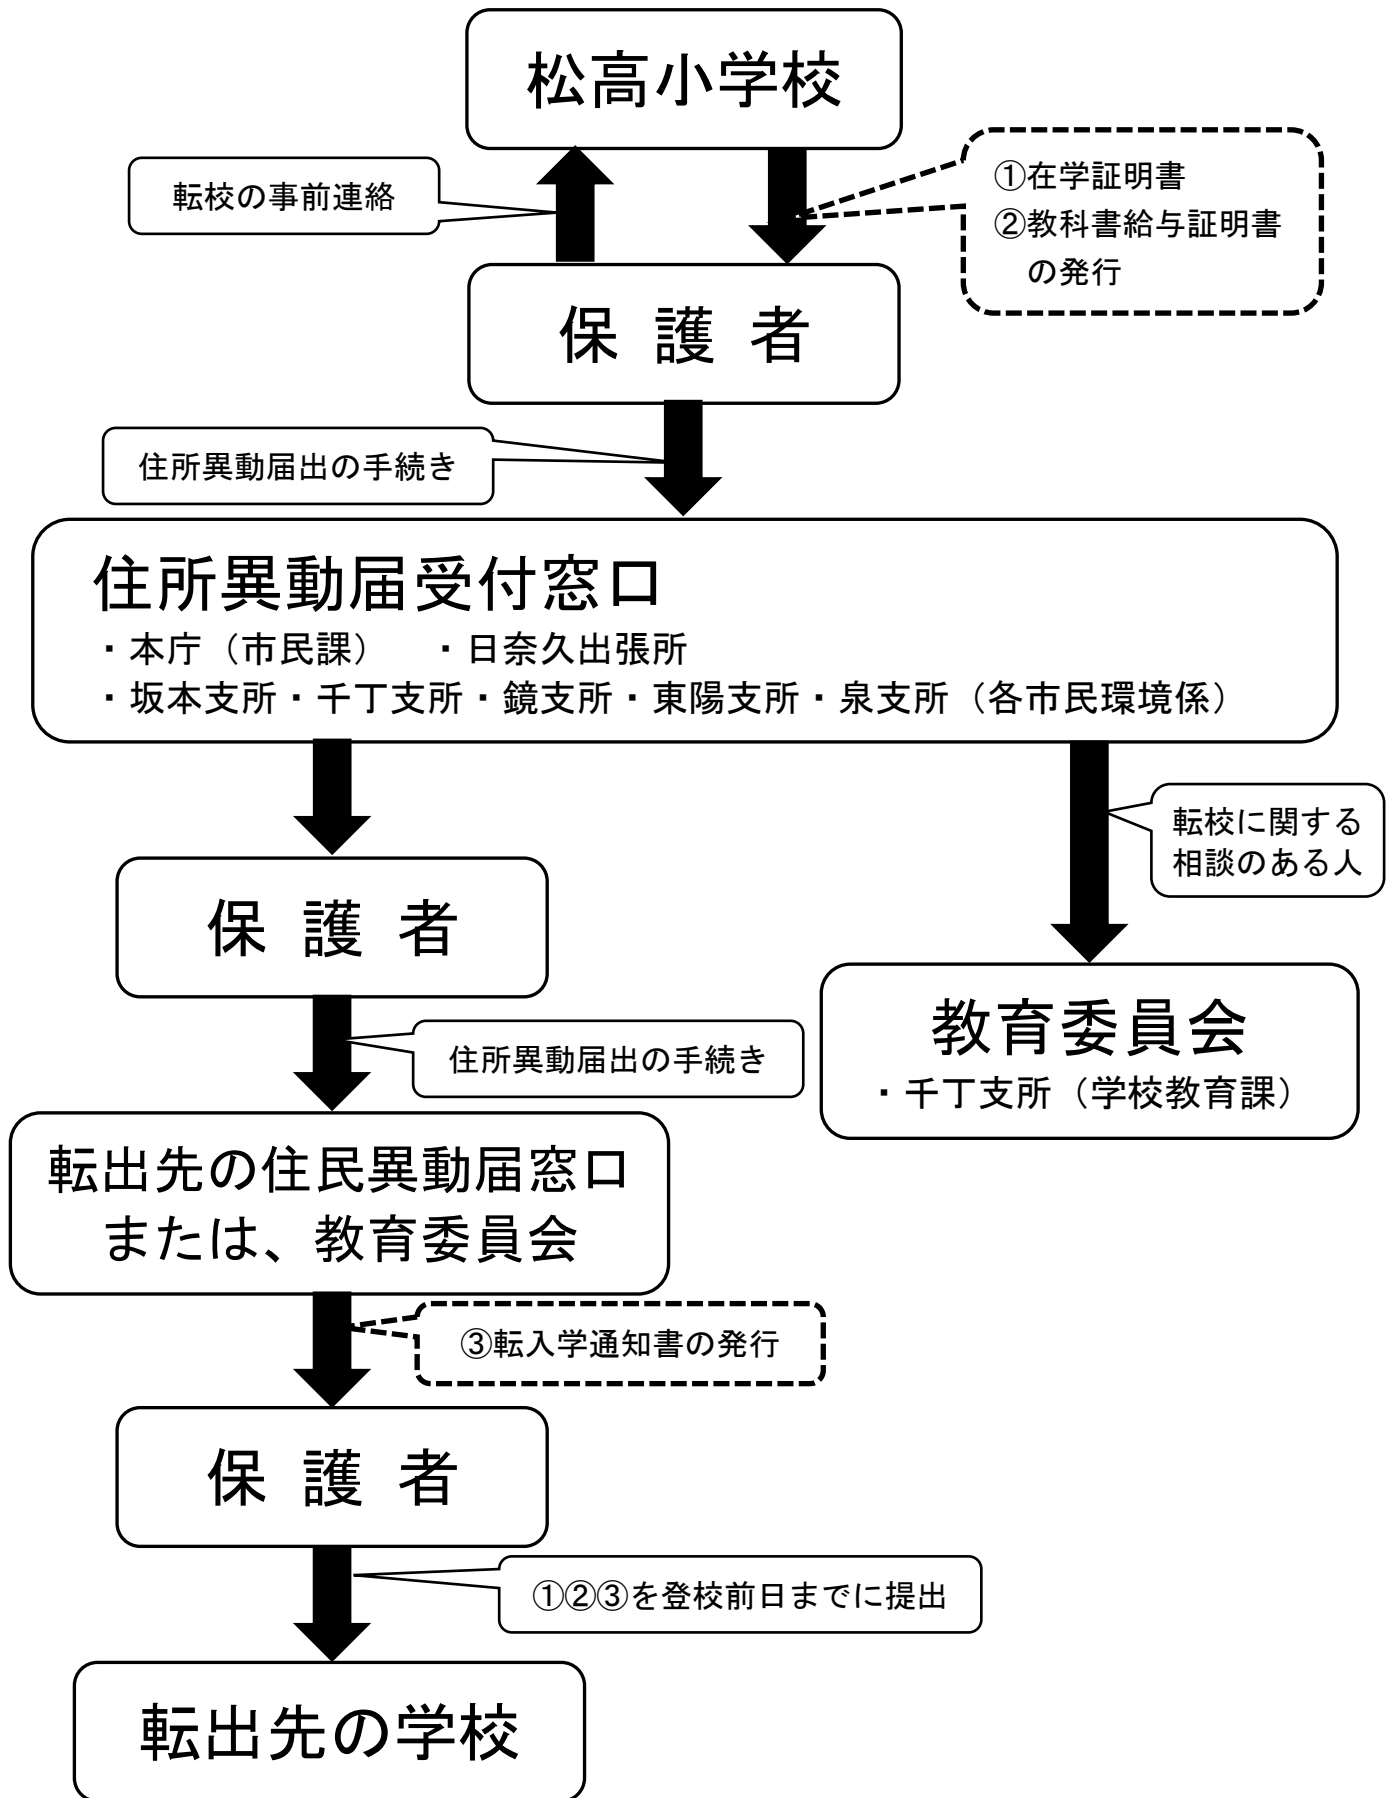 松高小学校
転校の事前連絡
①在学証明書
②教科書給与証明書
の発行
保 護 者
住所異動届出の手続き
住所異動届受付窓口
・本庁（市民課）　・日奈久出張所
・坂本支所・千丁支所・鏡支所・東陽支所・泉支所（各市民環境係）
転校に関する
相談のある人
保 護 者
教育委員会
・千丁支所（学校教育課）
住所異動届出の手続き
転出先の住民異動届窓口
または、教育委員会
③転入学通知書の発行
保 護 者
①②③を登校前日までに提出
転出先の学校